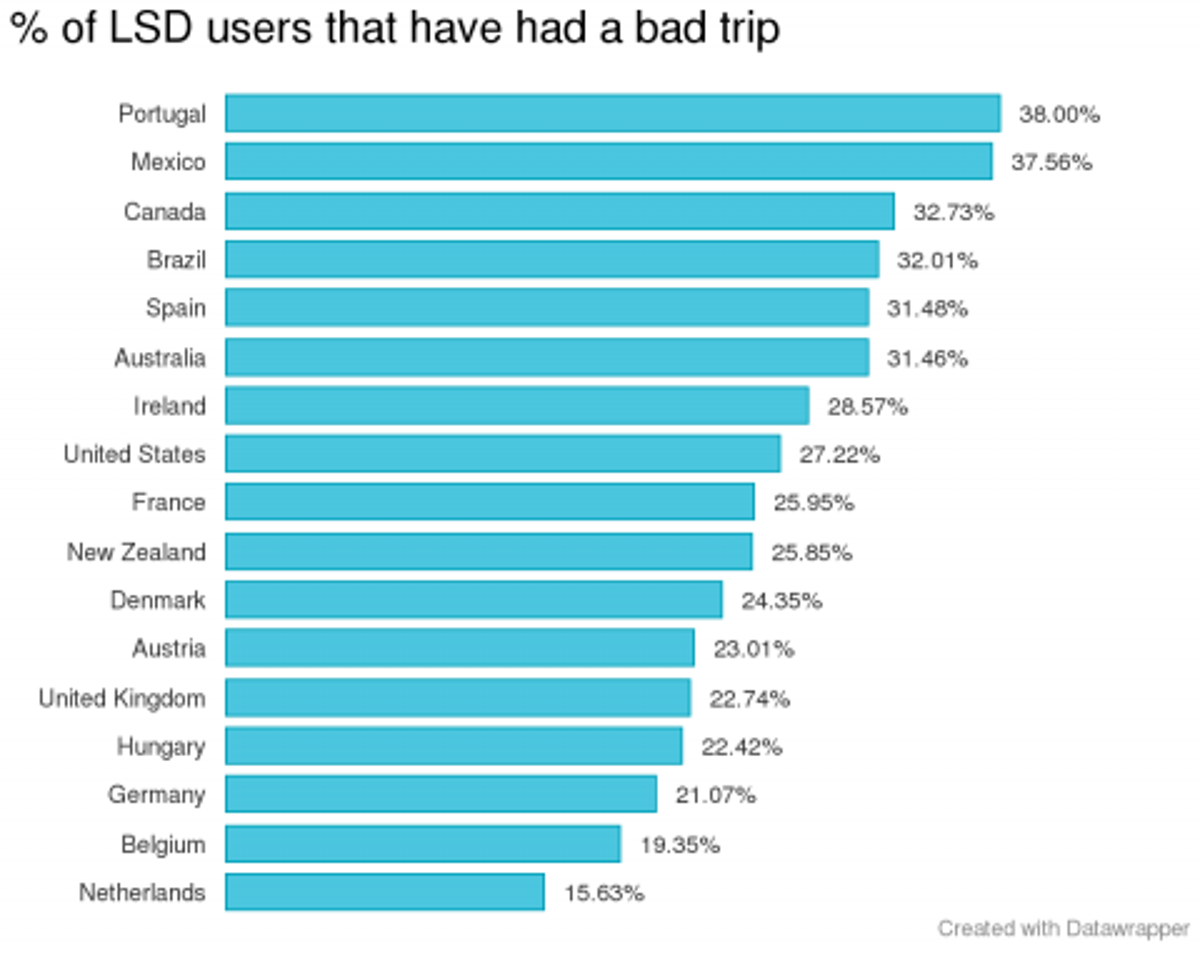 % of LSD users that have had a bad trip
Portugal 38.00%
Mexico 37.56%
Canada 32.73%
Brazil 32.01%
Spain 31.48%
Australia 31.46%
Ireland 28.57%
United States 27.22%
France 25.95%
New Zealand 25.85%
Denmark 24.35%
Austria 23.01%
United Kingdom 22.74%
Hungary 22.42%
Germany 21.07%
Belgium 19.35%
Netherlands 15.63%
Created with Datawrapper